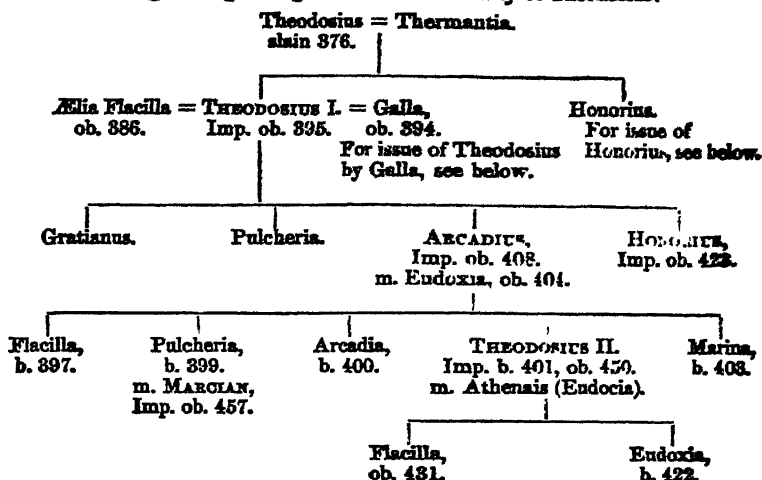 Theodosius = Thermantia.
slain 376.
Ælia Flacilla = THEODOSIUS I. = Galla,
ob. 386. Imp. ob. 395. ob. 394.
Honorius.
For issue of Theodosius
by Galla, see below.
For issue of
Honorius, see below.
Gratianus.
Pulcheria.
ARCADIUS,
Imp. ob. 408.
m. Eudoxia, ob. 404.
HONORIUS,
Imp. ob. 423.
Flacilla,
b. 397.
Pulcheria,
b. 399.
m. MARCIAN,
Imp. ob. 457.
Arcadia,
b. 400.
THEODOSIUS II.
Imp. b. 401, ob. 450.
m. Athenais (Eudocia).
Marina,
b. 403.
Flacilla,
ob. 431.
Eudoxia,
b. 422.